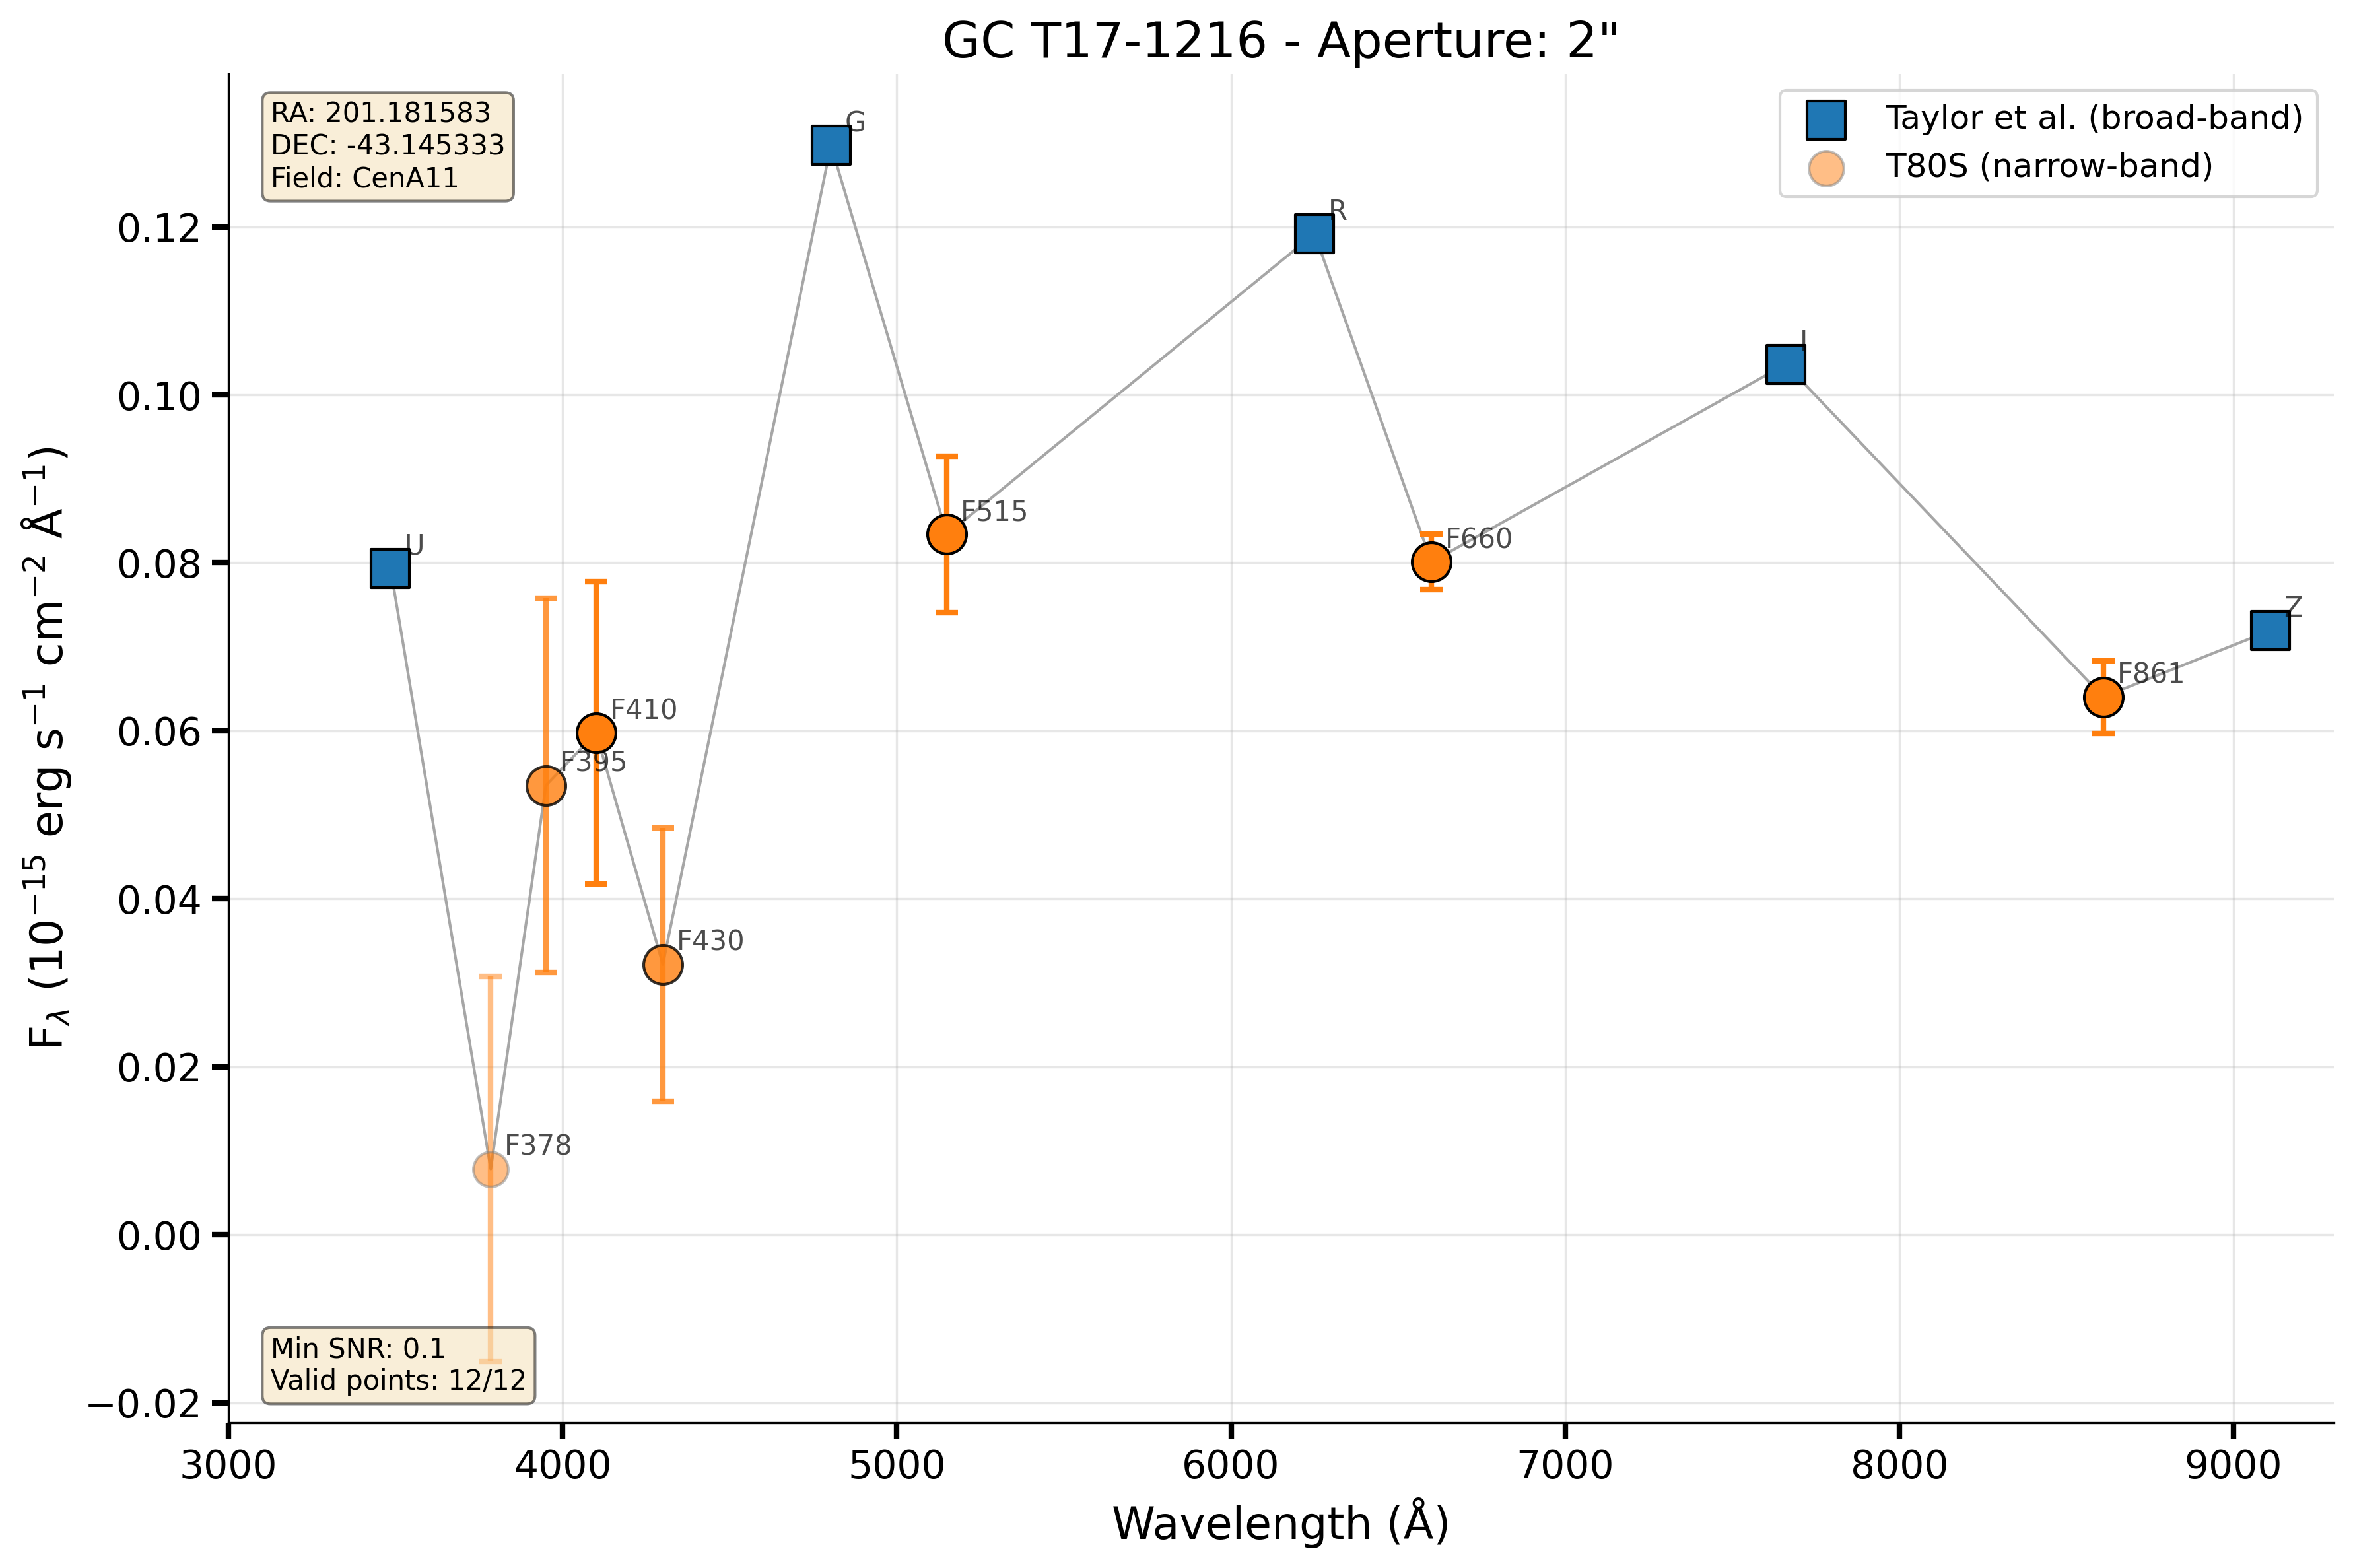 GC T17-1216 - Aperture: 2"
RA: 201.181583
DEC: -43.145333
Field: CenA11
Taylor et al. (broad-band)
T80S (narrow-band)
G
R
I
U
F515
F660
Z
F861
F410
F395
F430
F378
Min SNR: 0.1
Valid points: 12/12
0.12
0.10
0.08
0.06
0.04
0.02
0.00
−0.02
F_λ (10⁻¹⁵ erg s⁻¹ cm⁻² Å⁻¹)
3000 4000 5000 6000 7000 8000 9000
Wavelength (Å)